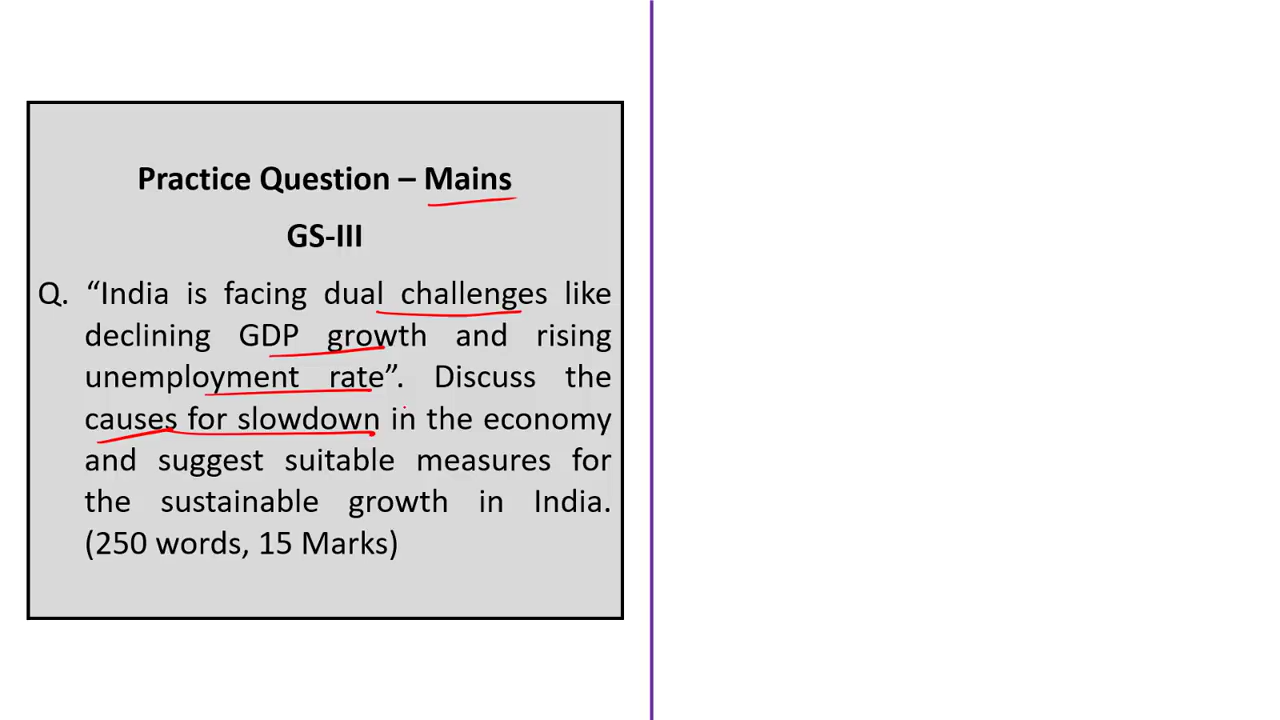 Practice Question – Mains
GS-III
Q. “India is facing dual challenges like
declining GDP growth and rising
unemployment rate”. Discuss the
causes for slowdown in the economy
and suggest suitable measures for
the sustainable growth in India.
(250 words, 15 Marks)